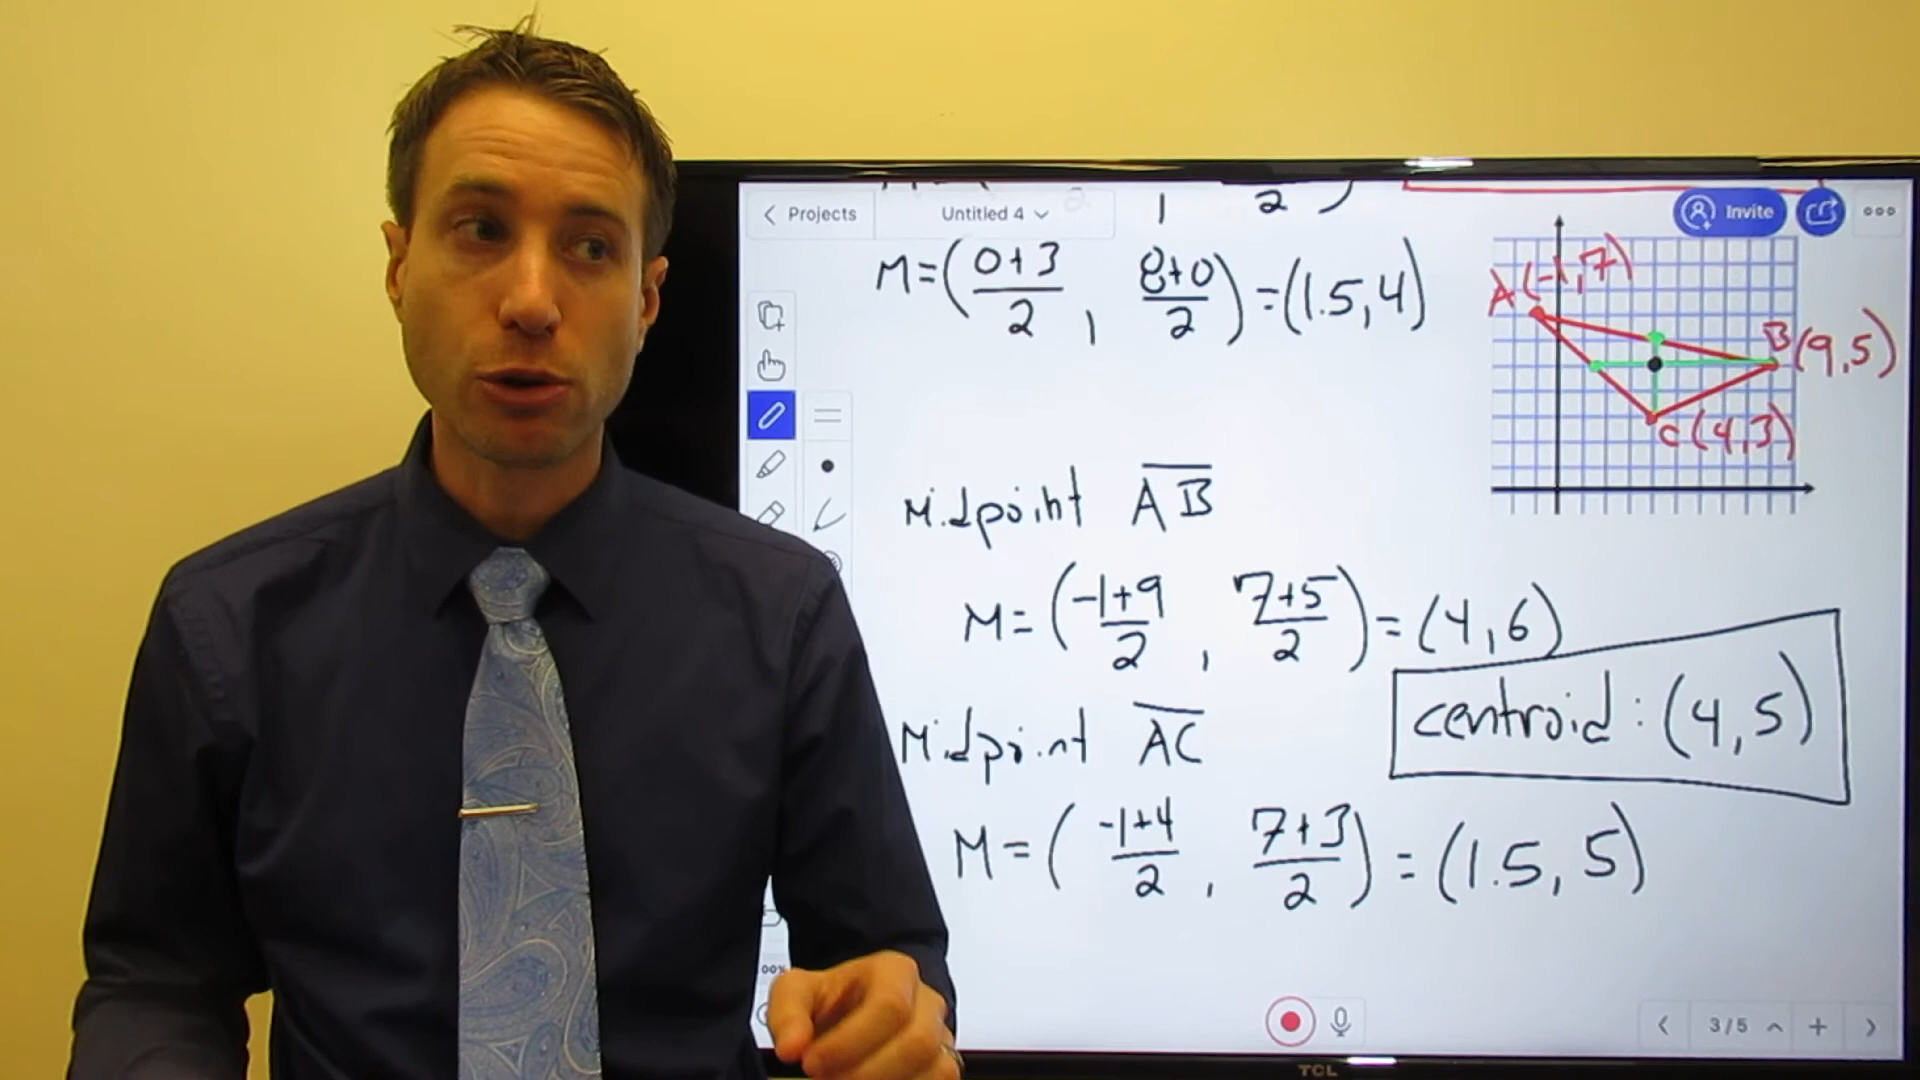 Projects
Untitled 4
Invite
2
M=(0+3/2, 8+0/2)=(1.5,4)
A(-1,7)
B(9,5)
C(4,3)
Midpoint AB
M=(-1+9/2, 7+5/2)=(4,6)
centroid:(4,5)
Midpoint AC
M=(-1+4/2, 7+3/2)=(1.5,5)
00%
3/5
TCL